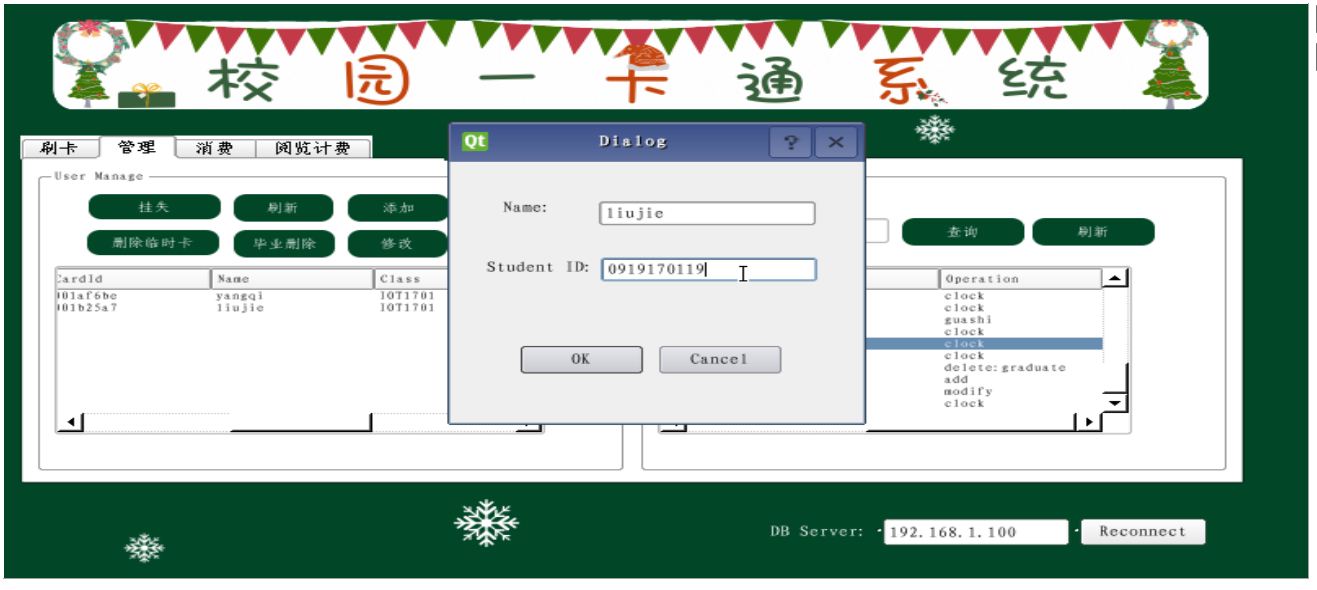 校园一卡通系统
刷卡 管理 消费 阅览计费
User Manage
挂失 刷新 添加
删除临时卡 毕业删除 修改
CardId Name Class
001af6be yangqi IOT1701
001b25a7 liujie IOT1701
Dialog
Name: liujie
Student ID: 0919170119
OK Cancel
查询 刷新
Operation
clock
clock
guashi
clock
clock
clock
delete:graduate
add
modify
clock
DB Server: 192.168.1.100 Reconnect